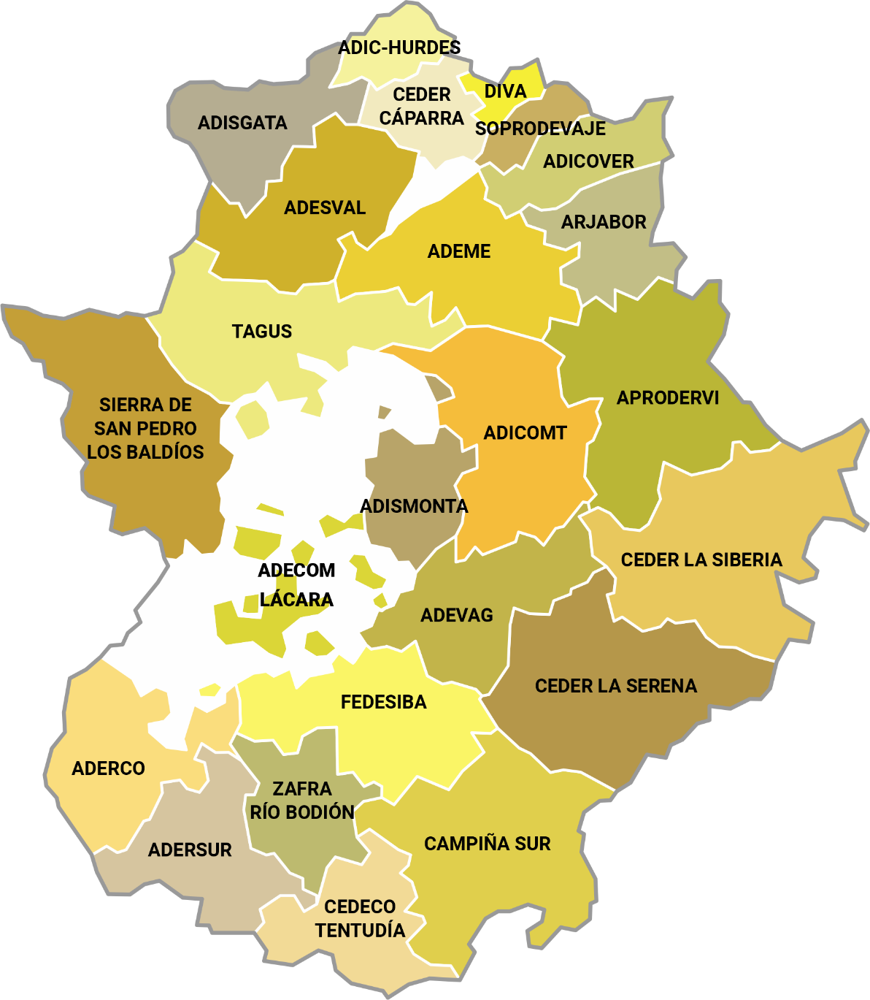 ADIC-HURDES
CEDER
CÁPARRA
DIVA
ADISGATA
SOPRODEVAJE
ADICOVER
ADESVAL
ARJABOR
ADEME
TAGUS
SIERRA DE
SAN PEDRO
LOS BALDÍOS
APRODERVI
ADICOMT
ADISMONTA
CEDER LA SIBERIA
ADECOM
LÁCARA
ADEVAG
CEDER LA SERENA
FEDESIBA
ADERCO
ZAFRA
RÍO BODIÓN
ADERSUR
CAMPIÑA SUR
CEDECO
TENTUDÍA